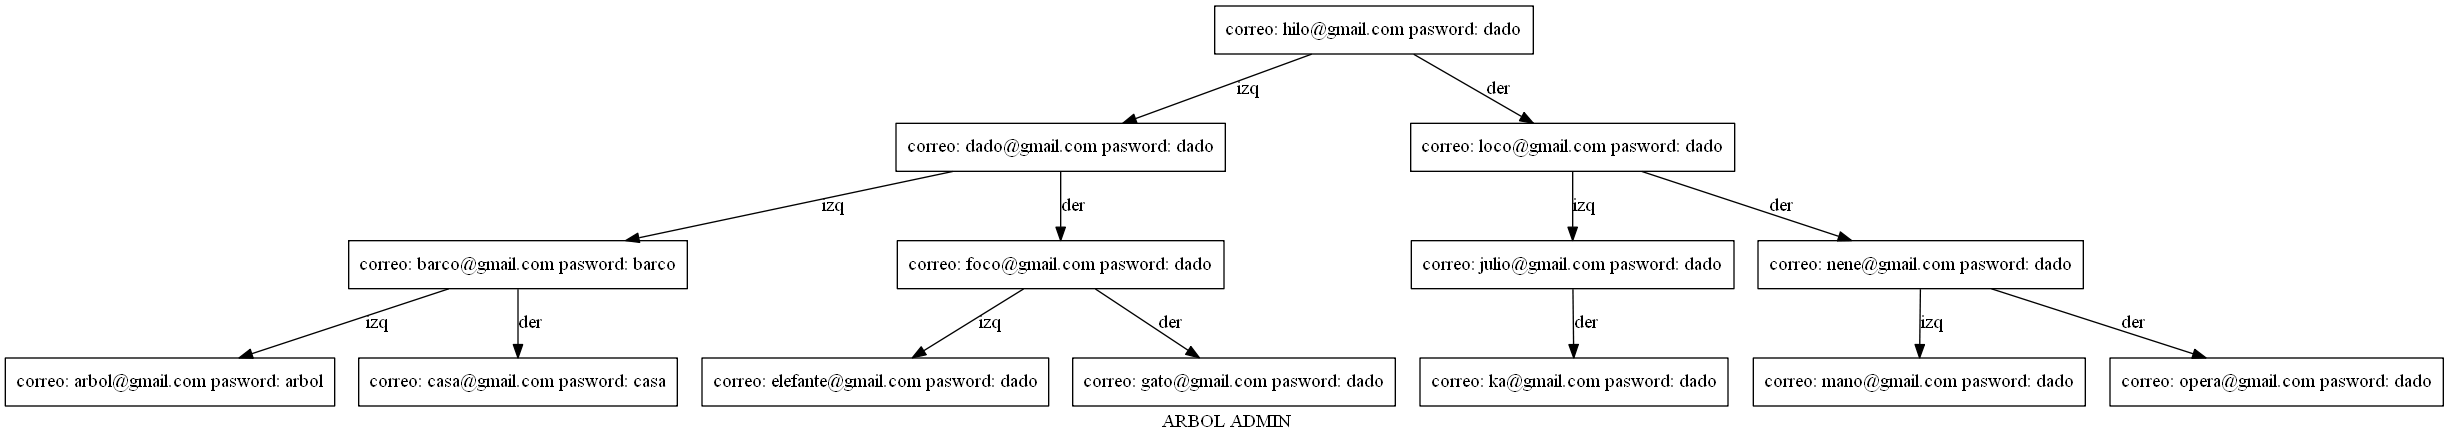 correo: hilo@gmail.com pasword: dado
izq
der
correo: dado@gmail.com pasword: dado
correo: loco@gmail.com pasword: dado
izq
der
izq
der
correo: barco@gmail.com pasword: barco
correo: foco@gmail.com pasword: dado
correo: julio@gmail.com pasword: dado
correo: nene@gmail.com pasword: dado
izq
der
izq
der
der
izq
der
correo: arbol@gmail.com pasword: arbol
correo: casa@gmail.com pasword: casa
correo: elefante@gmail.com pasword: dado
correo: gato@gmail.com pasword: dado
correo: ka@gmail.com pasword: dado
correo: mano@gmail.com pasword: dado
correo: opera@gmail.com pasword: dado
ARBOL ADMIN